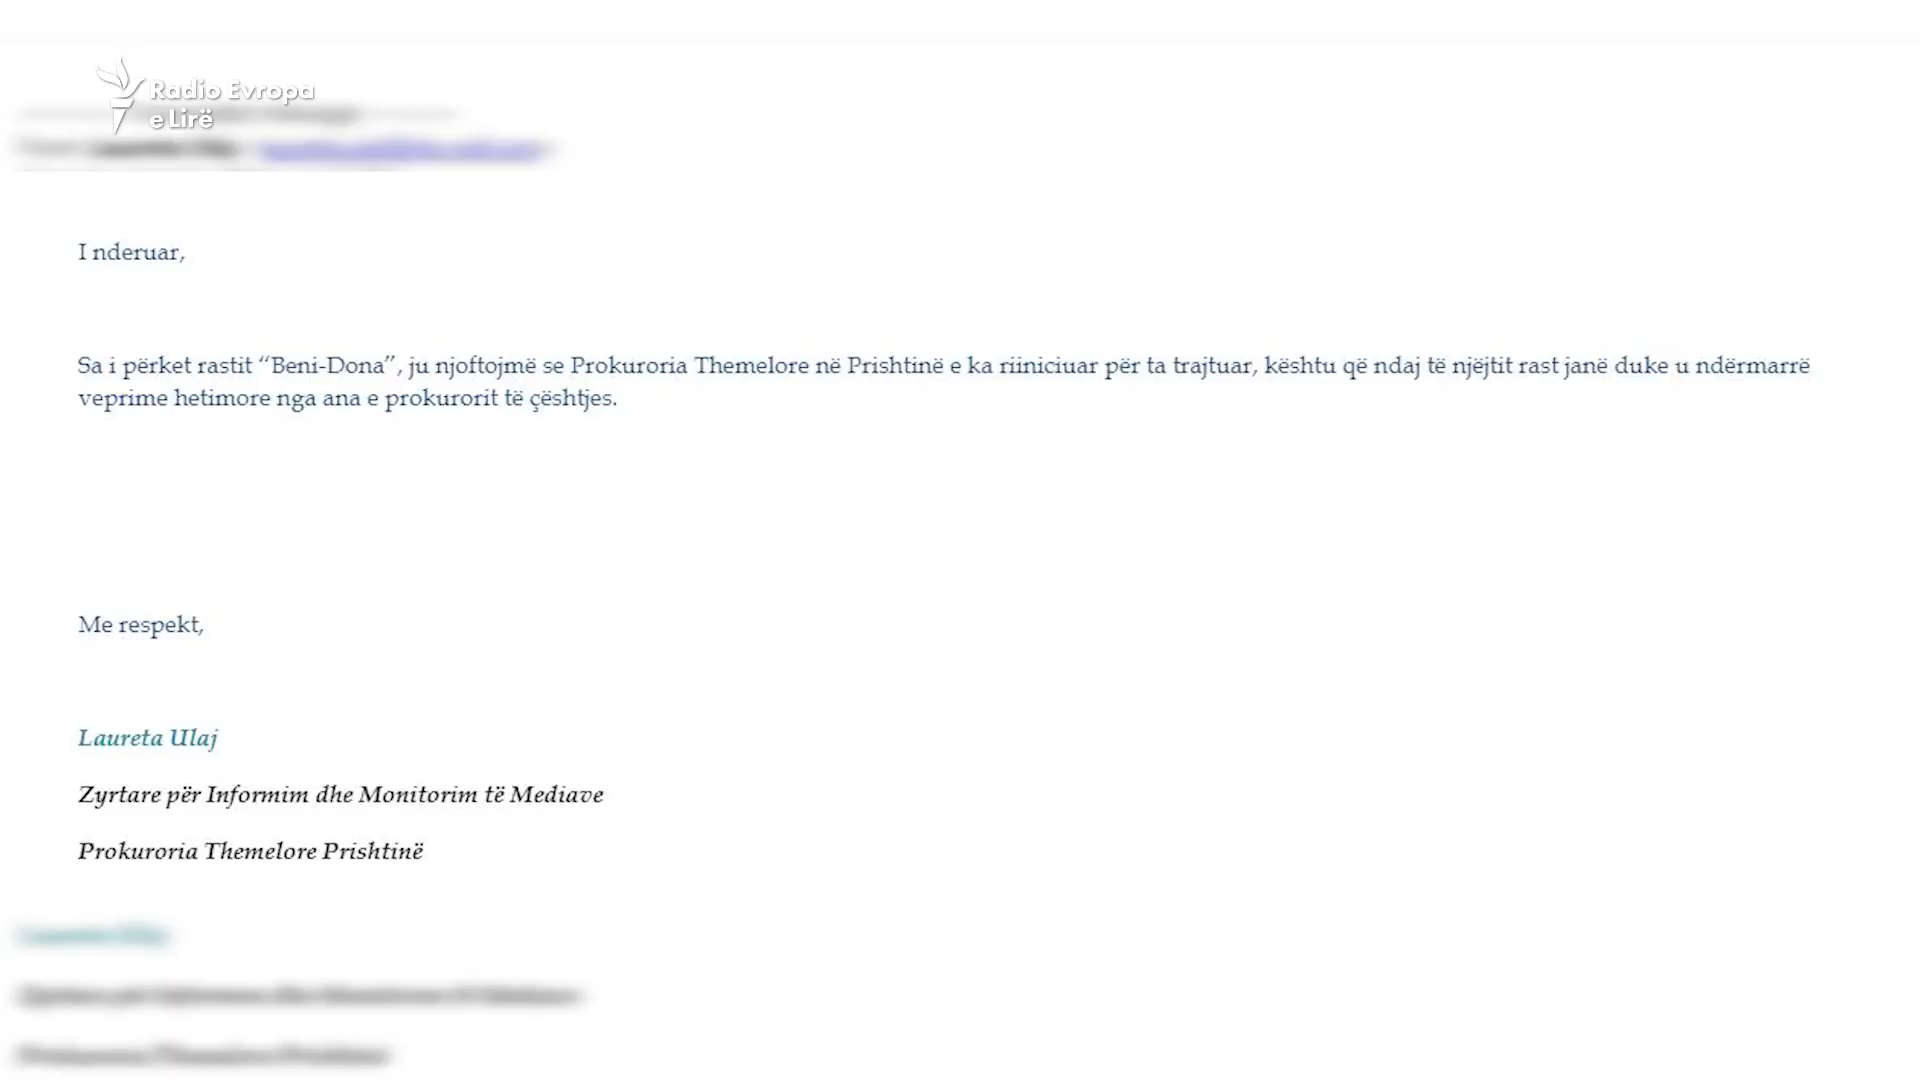 Radio Evropa
e Lirë
I nderuar,
Sa i përket rastit “Beni-Dona”, ju njoftojmë se Prokuroria Themelore në Prishtinë e ka riiniciuar për ta trajtuar, kështu që ndaj të njëjtit rast janë duke u ndërmarrë
veprime hetimore nga ana e prokurorit të çështjes.
Me respekt,
Laureta Ulaj
Zyrtare për Informim dhe Monitorim të Mediave
Prokuroria Themelore Prishtinë